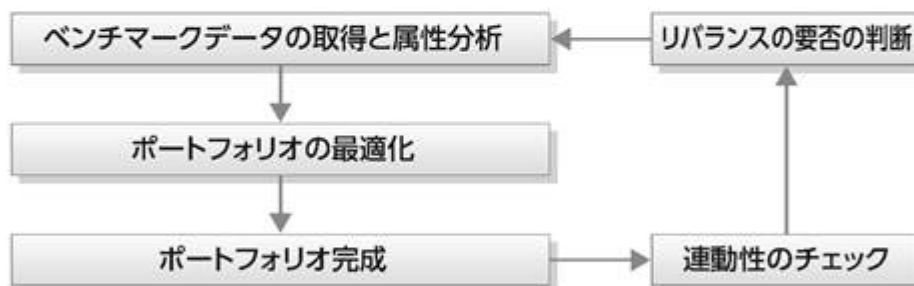 ベンチマークデータの取得と属性分析
リバランスの要否の判断
ポートフォリオの最適化
ポートフォリオ完成
連動性のチェック